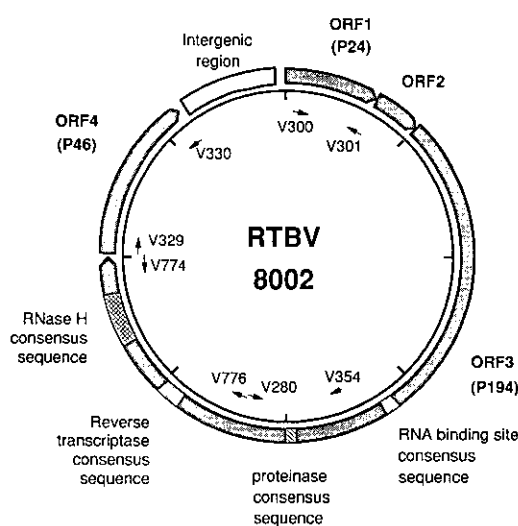 Intergenic
region
ORF1
(P24)
ORF2
ORF4
(P46)
V300
V301
V330
RTBV
8002
V329
V774
RNase H
consensus
sequence
ORF3
(P194)
V776
V280
V354
Reverse
transcriptase
consensus
sequence
proteinase
consensus
sequence
RNA binding site
consensus
sequence